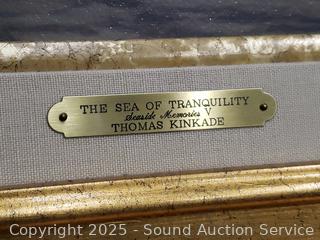 THE SEA OF TRANQUILITY
Seaside Memories V
THOMAS KINKADE
Copyright © 2025 - Sound Auction Service